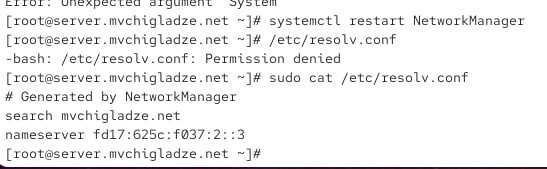 Error: Unexpected argument 'System'
[root@server.mvchigladze.net ~]# systemctl restart NetworkManager
[root@server.mvchigladze.net ~]# /etc/resolv.conf
-bash: /etc/resolv.conf: Permission denied
[root@server.mvchigladze.net ~]# sudo cat /etc/resolv.conf
# Generated by NetworkManager
search mvchigladze.net
nameserver fd17:625c:f037:2::3
[root@server.mvchigladze.net ~]#